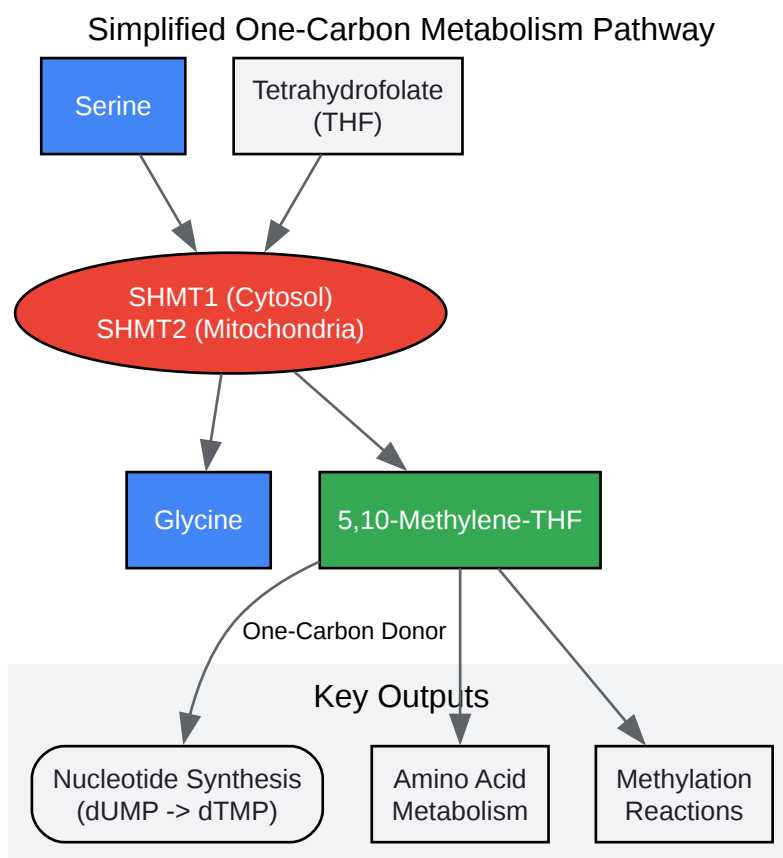 Simplified One-Carbon Metabolism Pathway
Serine
Tetrahydrofolate
(THF)
SHMT1 (Cytosol)
SHMT2 (Mitochondria)
Glycine
5,10-Methylene-THF
One-Carbon Donor
Key Outputs
Nucleotide Synthesis
(dUMP -> dTMP)
Amino Acid
Metabolism
Methylation
Reactions